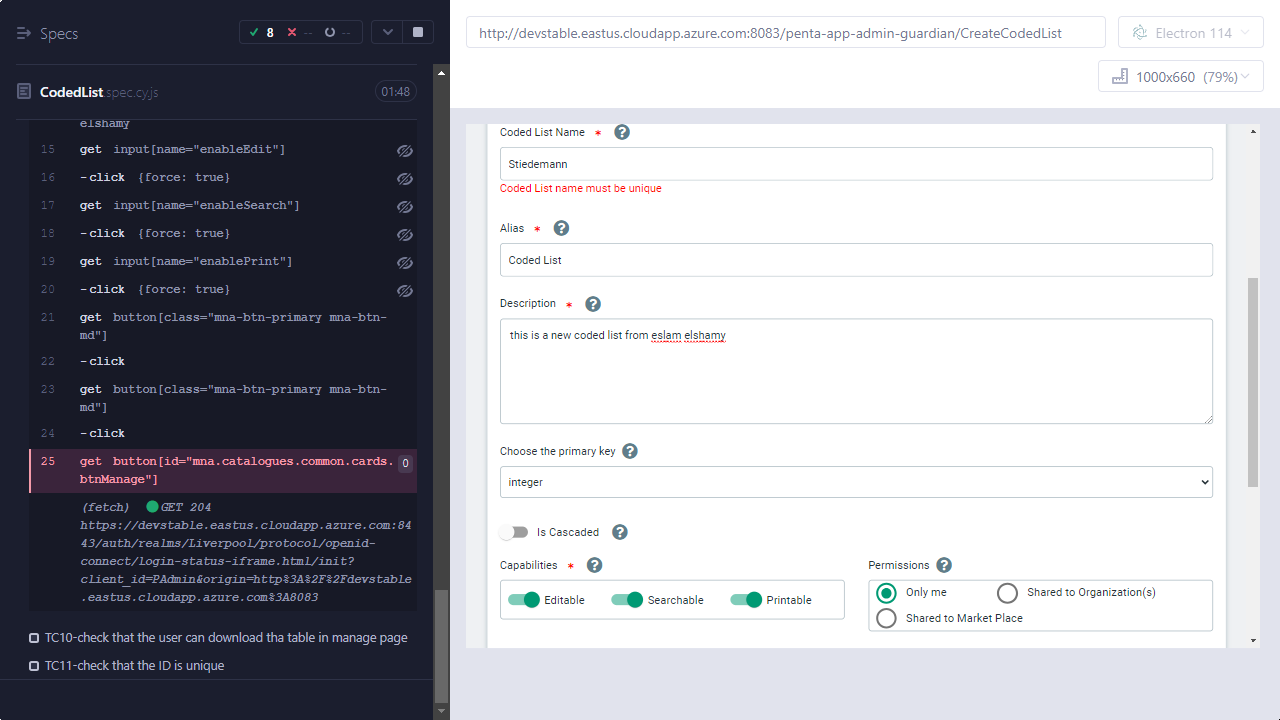 Specs
8
--
--
http://devstable.eastus.cloudapp.azure.com:8083/penta-app-admin-guardian/CreateCodedList
Electron 114
1000x660 (79%)
CodedList.spec.cy.js
01:48
elshamy
15 get input[name="enableEdit"]
16 -click {force: true}
17 get input[name="enableSearch"]
18 -click {force: true}
19 get input[name="enablePrint"]
20 -click {force: true}
21 get button[class="mna-btn-primary mna-btn-
md"]
22 -click
23 get button[class="mna-btn-primary mna-btn-
md"]
24 -click
25 get button[id="mna.catalogues.common.cards. 0
btnManage"]
(fetch) GET 204
https://devstable.eastus.cloudapp.azure.com:84
43/auth/realms/Liverpool/protocol/openid-
connect/login-status-iframe.html/init?
client_id=PAdmin&origin=http%3A%2F%2Fdevstable
.eastus.cloudapp.azure.com%3A8083
TC10-check that the user can download tha table in manage page
TC11-check that the ID is unique
Coded List Name * ?
Stiedemann
Coded List name must be unique
Alias * ?
Coded List
Description * ?
this is a new coded list from eslam elshamy
Choose the primary key ?
integer
Is Cascaded ?
Capabilities * ?
Editable Searchable Printable
Permissions ?
Only me Shared to Organization(s)
Shared to Market Place